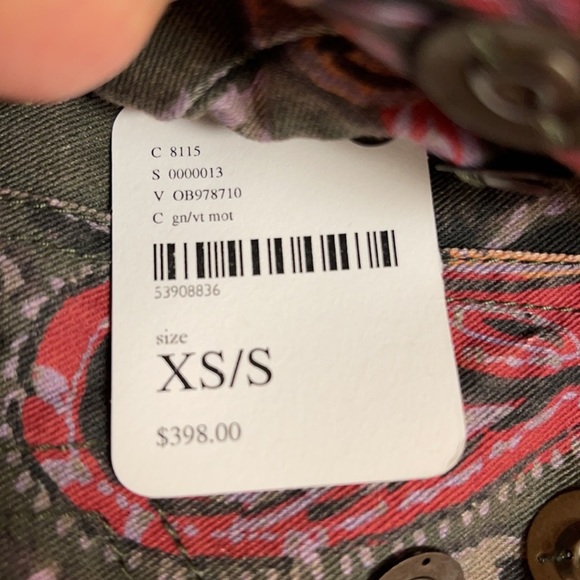 C 8115
S 0000013
V OB978710
C gn/vt mot
53908836
size
XS/S
$398.00